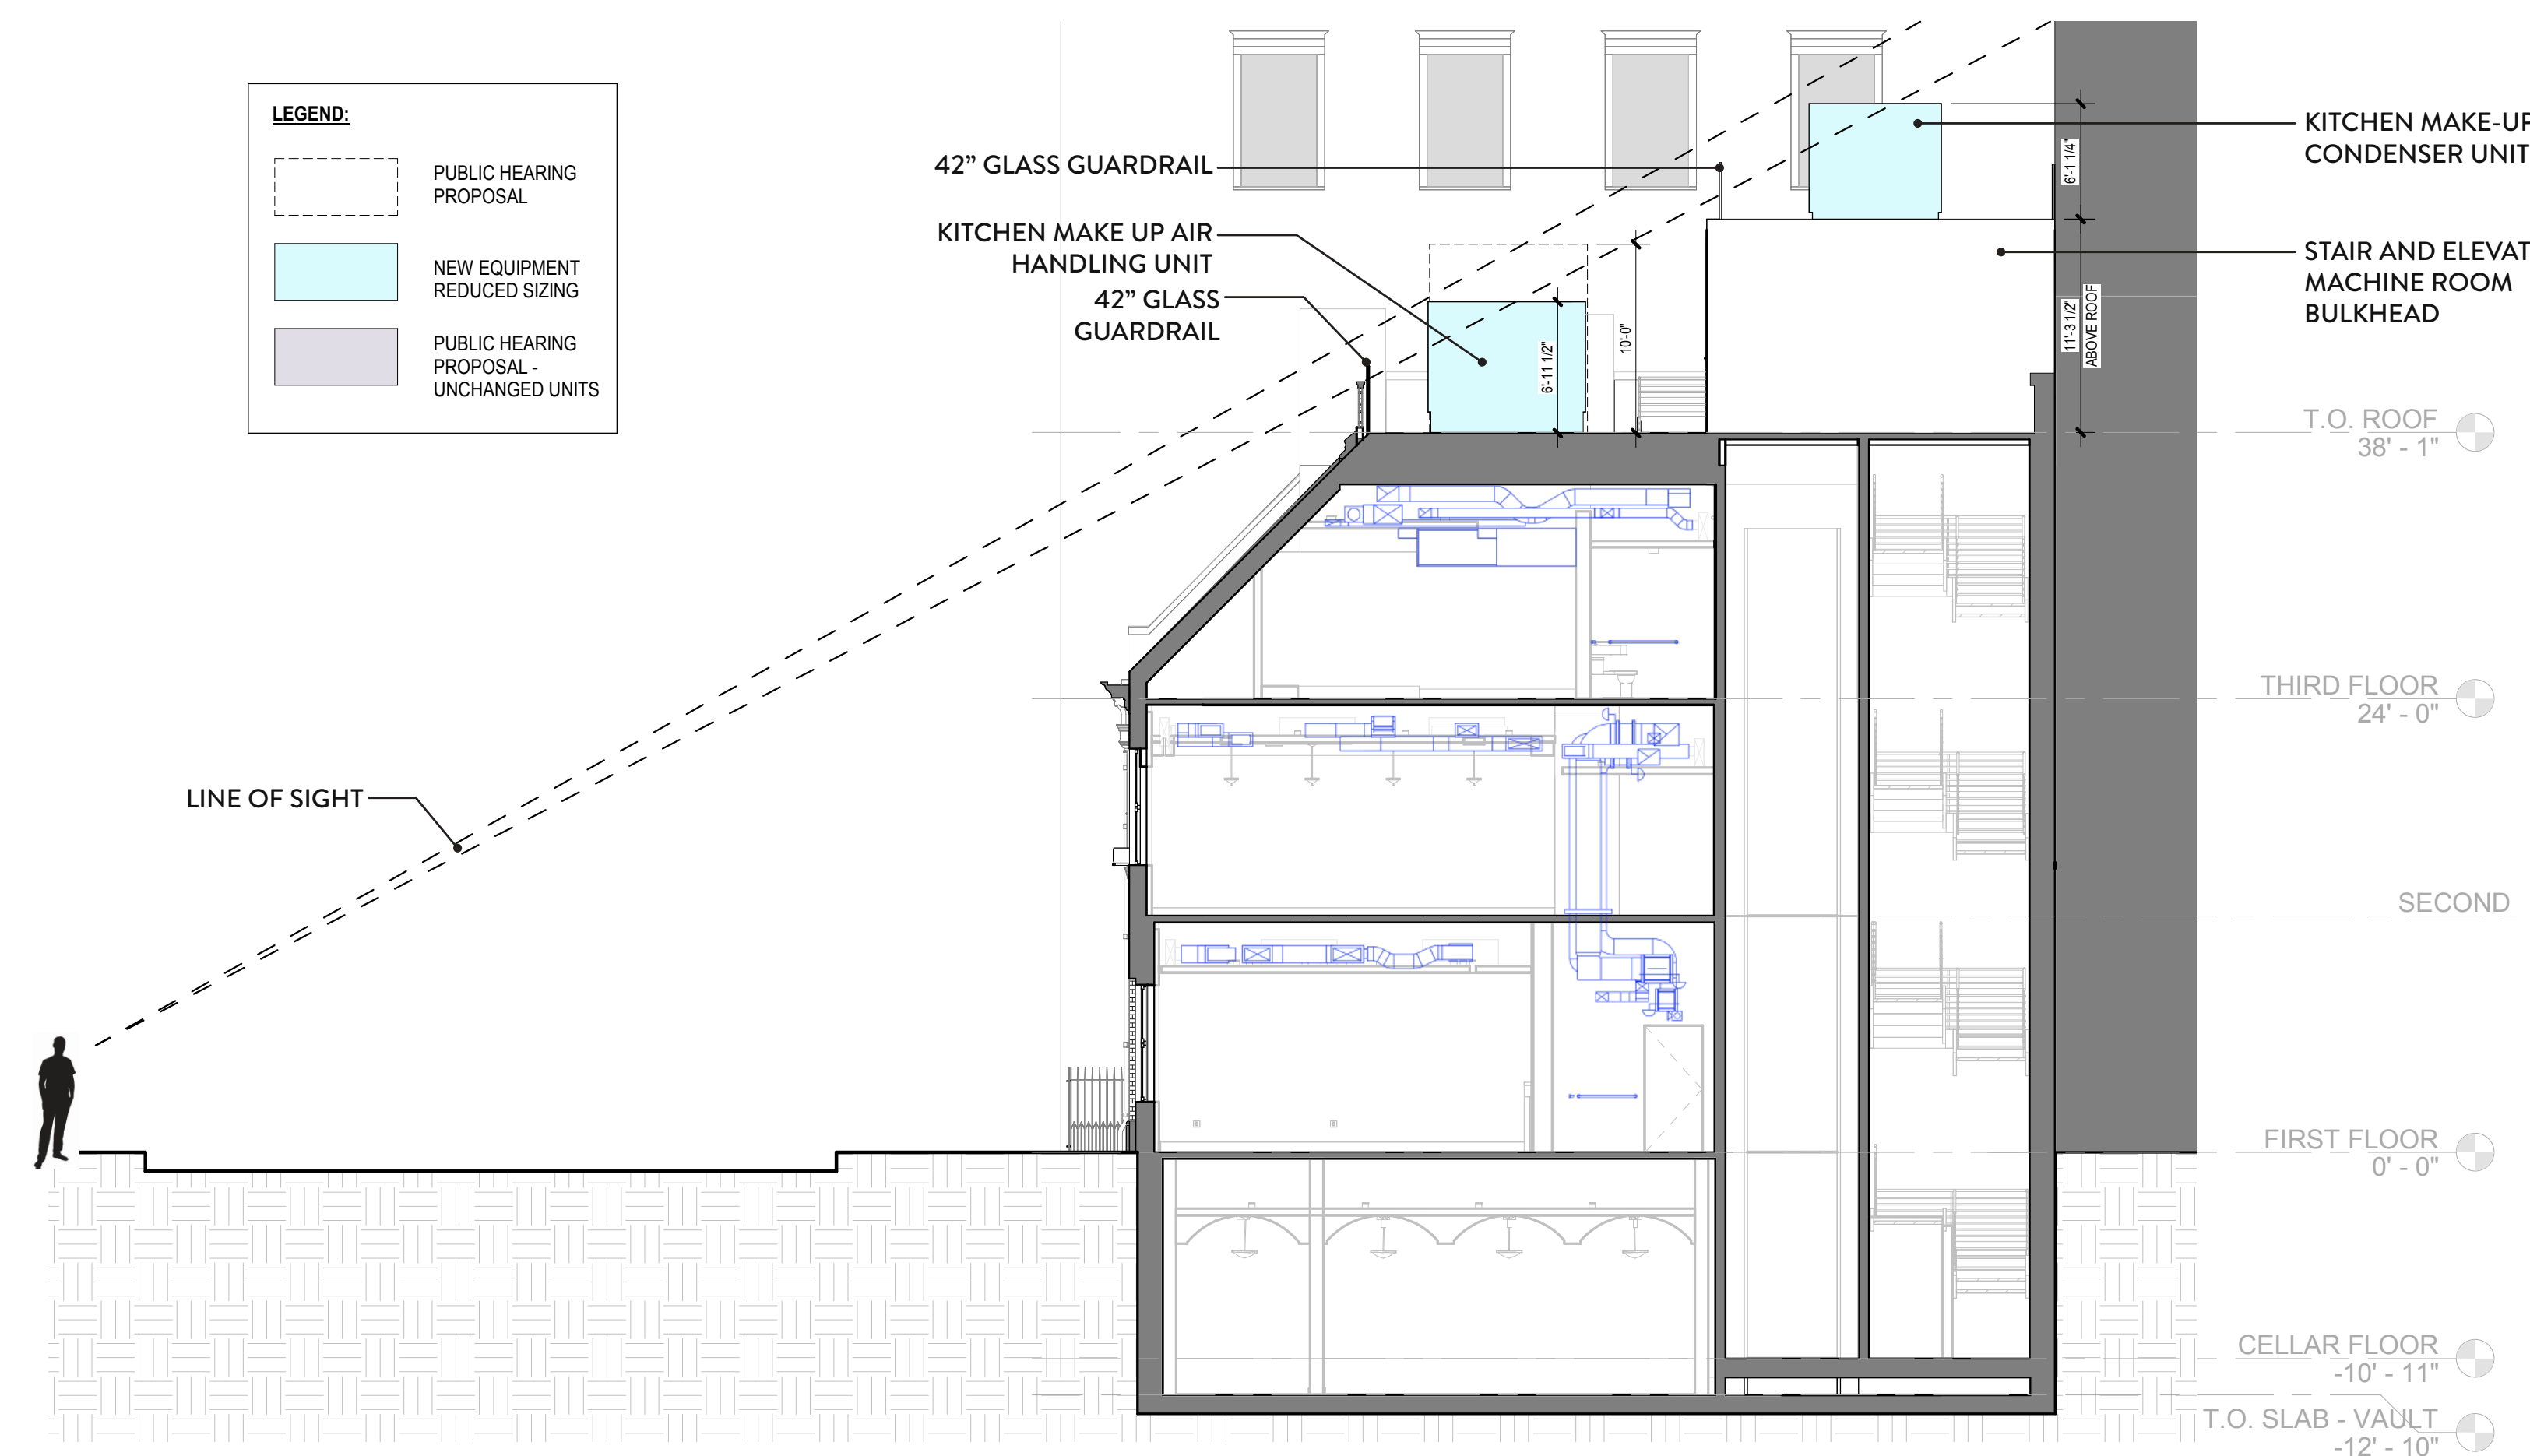 LEGEND:
PUBLIC HEARING
PROPOSAL
NEW EQUIPMENT
REDUCED SIZING
PUBLIC HEARING
PROPOSAL -
UNCHANGED UNITS
42” GLASS GUARDRAIL
KITCHEN MAKE UP AIR
HANDLING UNIT
42” GLASS
GUARDRAIL
LINE OF SIGHT
6'-11 1/2"
10'-0"
6'-1 1/4"
11'-3 1/2"
ABOVE ROOF
KITCHEN MAKE-UP
CONDENSER UNIT
STAIR AND ELEVAT
MACHINE ROOM
BULKHEAD
T.O. ROOF
38' - 1"
THIRD FLOOR
24' - 0"
SECOND
FIRST FLOOR
0' - 0"
CELLAR FLOOR
-10' - 11"
T.O. SLAB - VAULT
-12' - 10"